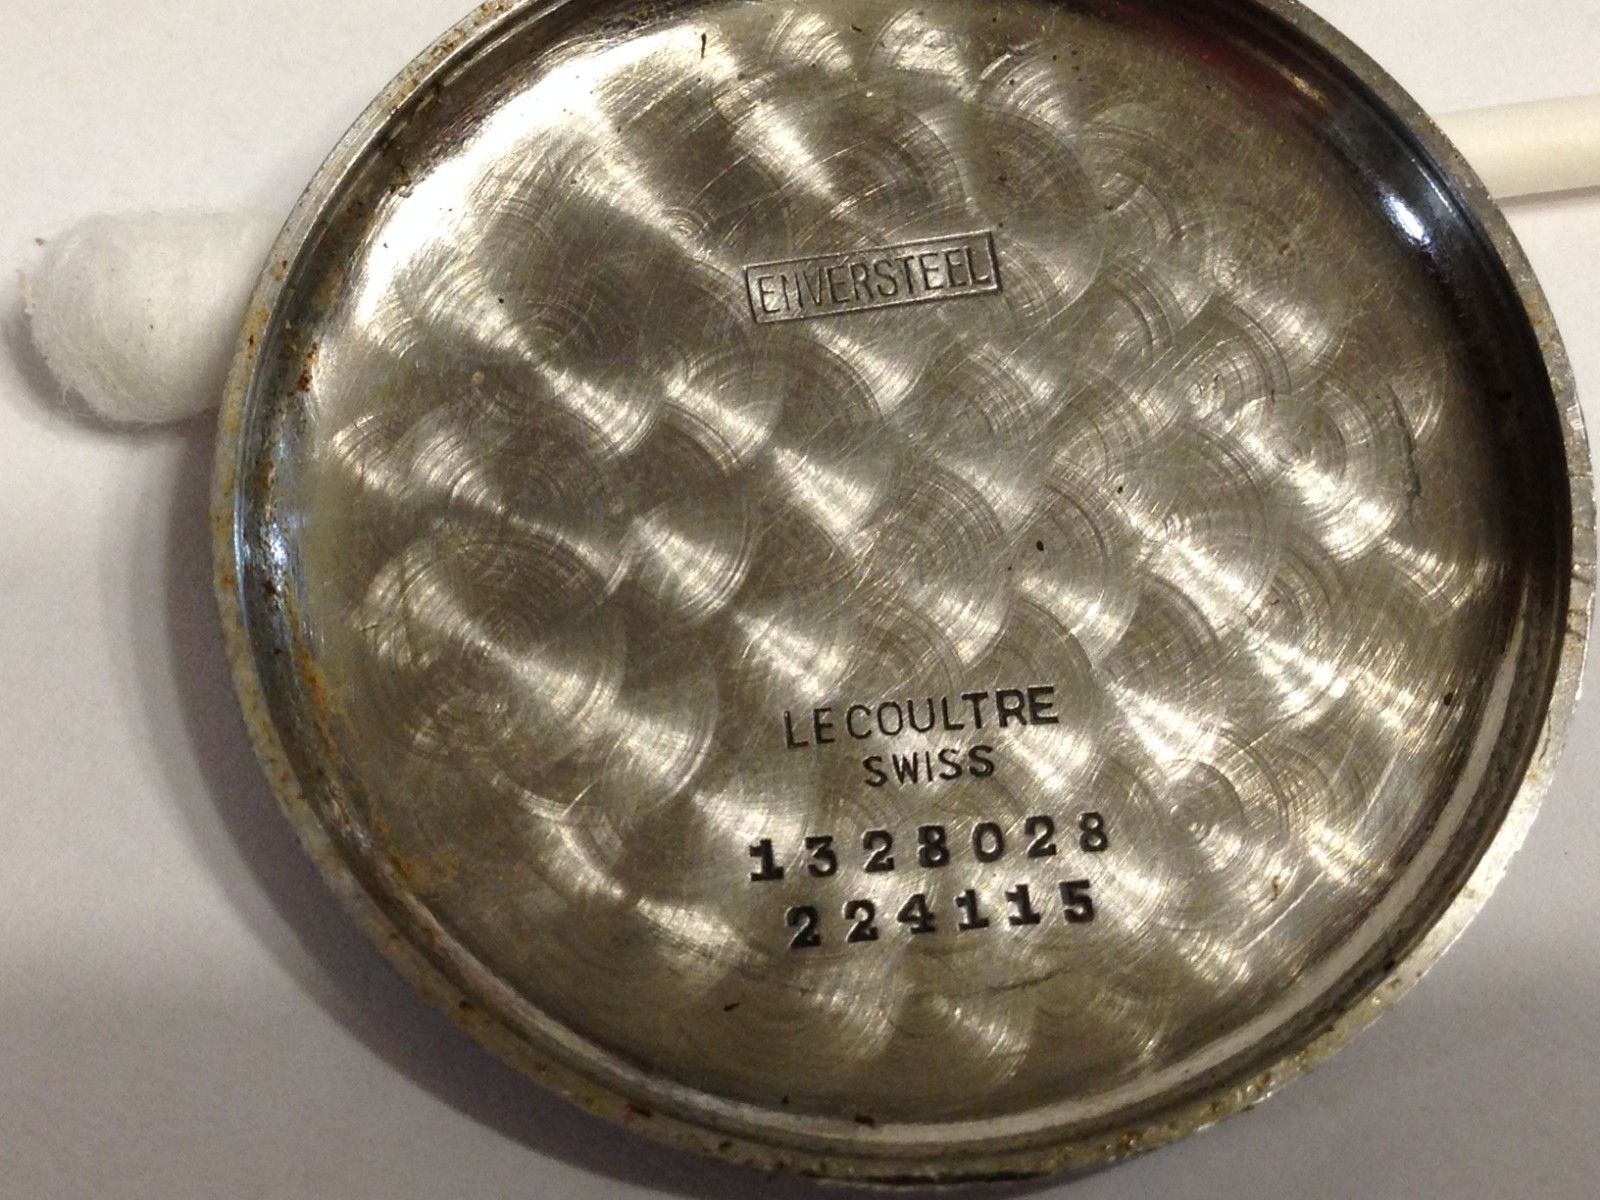 ENVERSTEEL
LECOULTRE
SWISS
1328028
224115